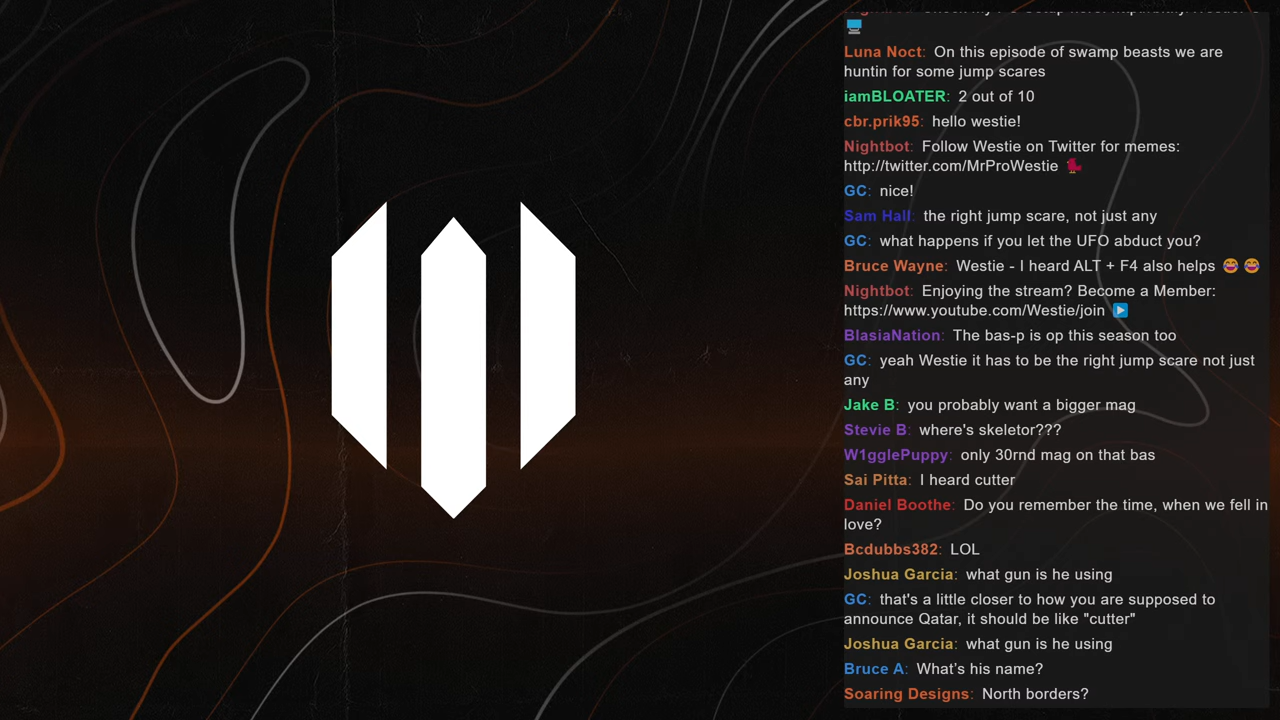 Luna Noct: On this episode of swamp beasts we are
huntin for some jump scares
iamBLOATER: 2 out of 10
cbr.prik95: hello westie!
Nightbot: Follow Westie on Twitter for memes:
http://twitter.com/MrProWestie
GC: nice!
Sam Hall: the right jump scare, not just any
GC: what happens if you let the UFO abduct you?
Bruce Wayne: Westie - I heard ALT + F4 also helps 😂 😂
Nightbot: Enjoying the stream? Become a Member:
https://www.youtube.com/Westie/join ▶️
BlasiaNation: The bas-p is op this season too
GC: yeah Westie it has to be the right jump scare not just
any
Jake B: you probably want a bigger mag
Stevie B: where's skeletor???
W1gglePuppy: only 30rnd mag on that bas
Sai Pitta: I heard cutter
Daniel Boothe: Do you remember the time, when we fell in
love?
Bcdubbs382: LOL
Joshua Garcia: what gun is he using
GC: that's a little closer to how you are supposed to
announce Qatar, it should be like "cutter"
Joshua Garcia: what gun is he using
Bruce A: What's his name?
Soaring Designs: North borders?